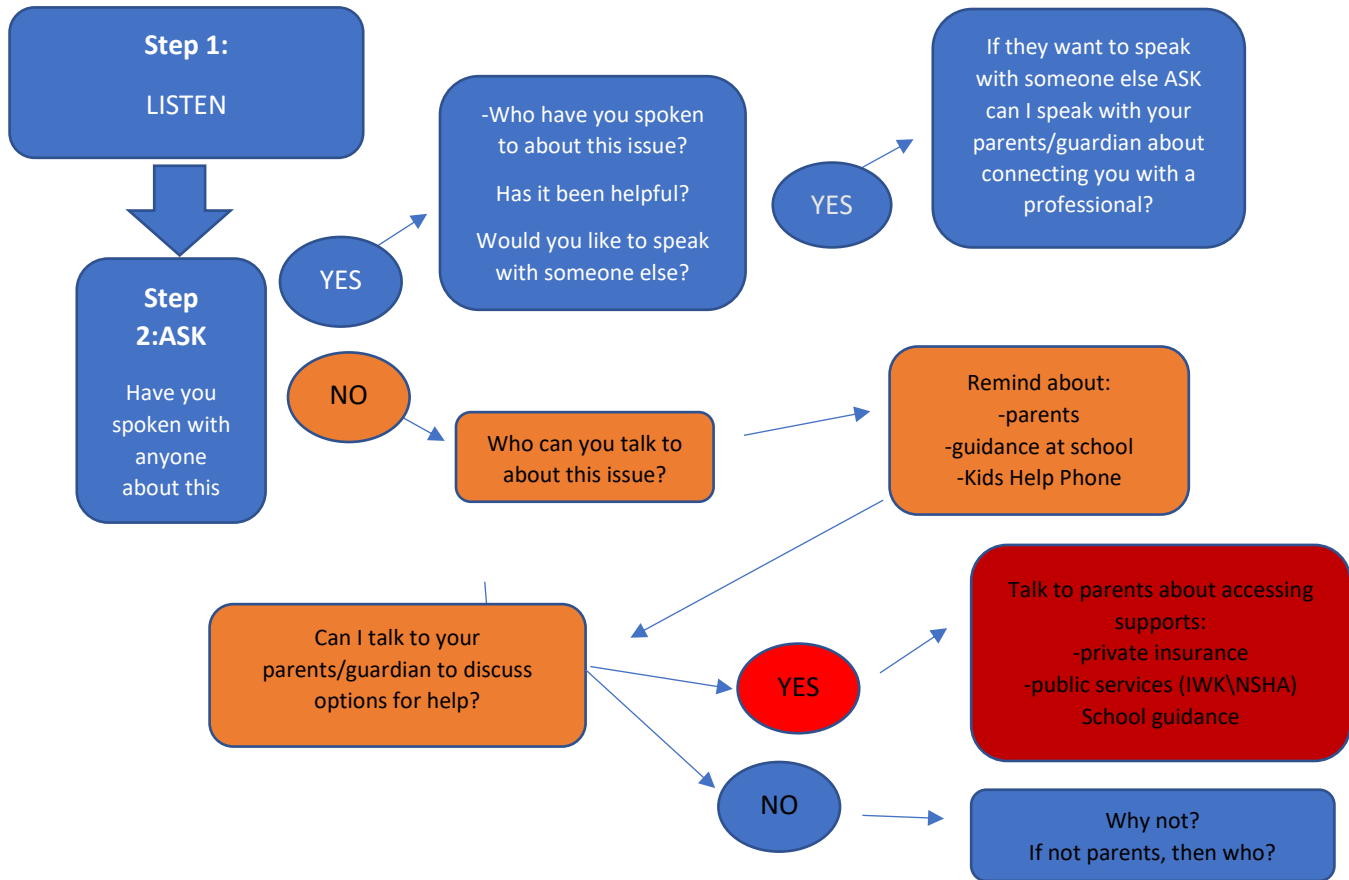 Step 1:
LISTEN
Step
2:ASK
Have you
spoken with
anyone
about this
YES
-Who have you spoken
to about this issue?
Has it been helpful?
Would you like to speak
with someone else?
YES
If they want to speak
with someone else ASK
can I speak with your
parents/guardian about
connecting you with a
professional?
NO
Who can you talk to
about this issue?
Remind about:
-parents
-guidance at school
-Kids Help Phone
Can I talk to your
parents/guardian to discuss
options for help?
YES
Talk to parents about accessing
supports:
-private insurance
-public services (IWK\NSHA)
School guidance
NO
Why not?
If not parents, then who?